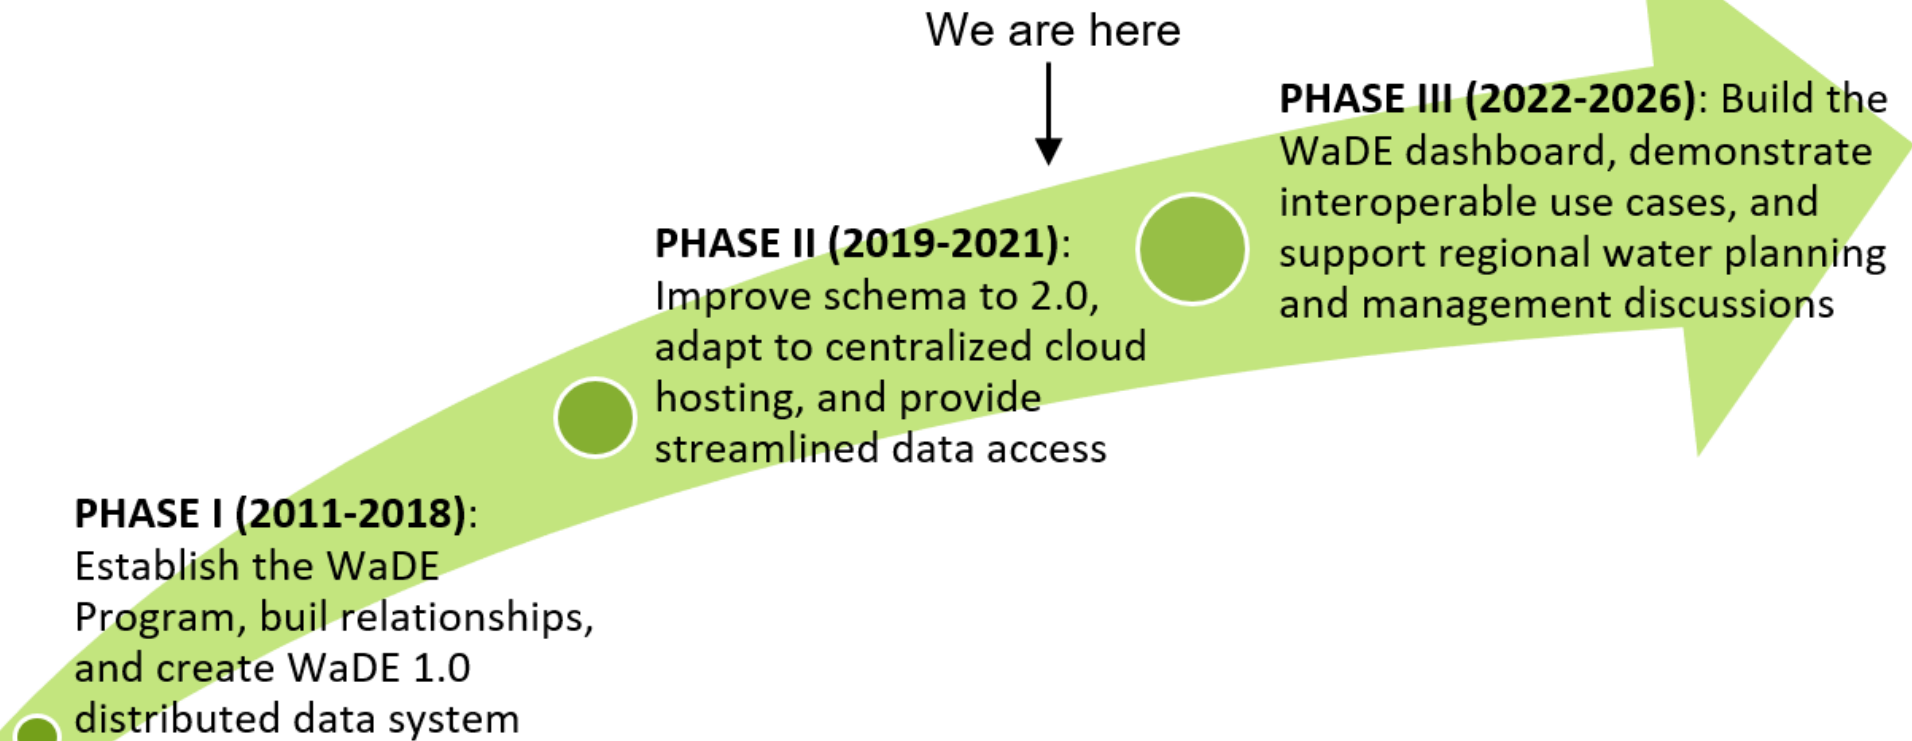 We are here
PHASE III (2022-2026): Build the
WaDE dashboard, demonstrate
interoperable use cases, and
support regional water planning
and management discussions
PHASE II (2019-2021):
Improve schema to 2.0,
adapt to centralized cloud
hosting, and provide
streamlined data access
PHASE I (2011-2018):
Establish the WaDE
Program, buil relationships,
and create WaDE 1.0
distributed data system